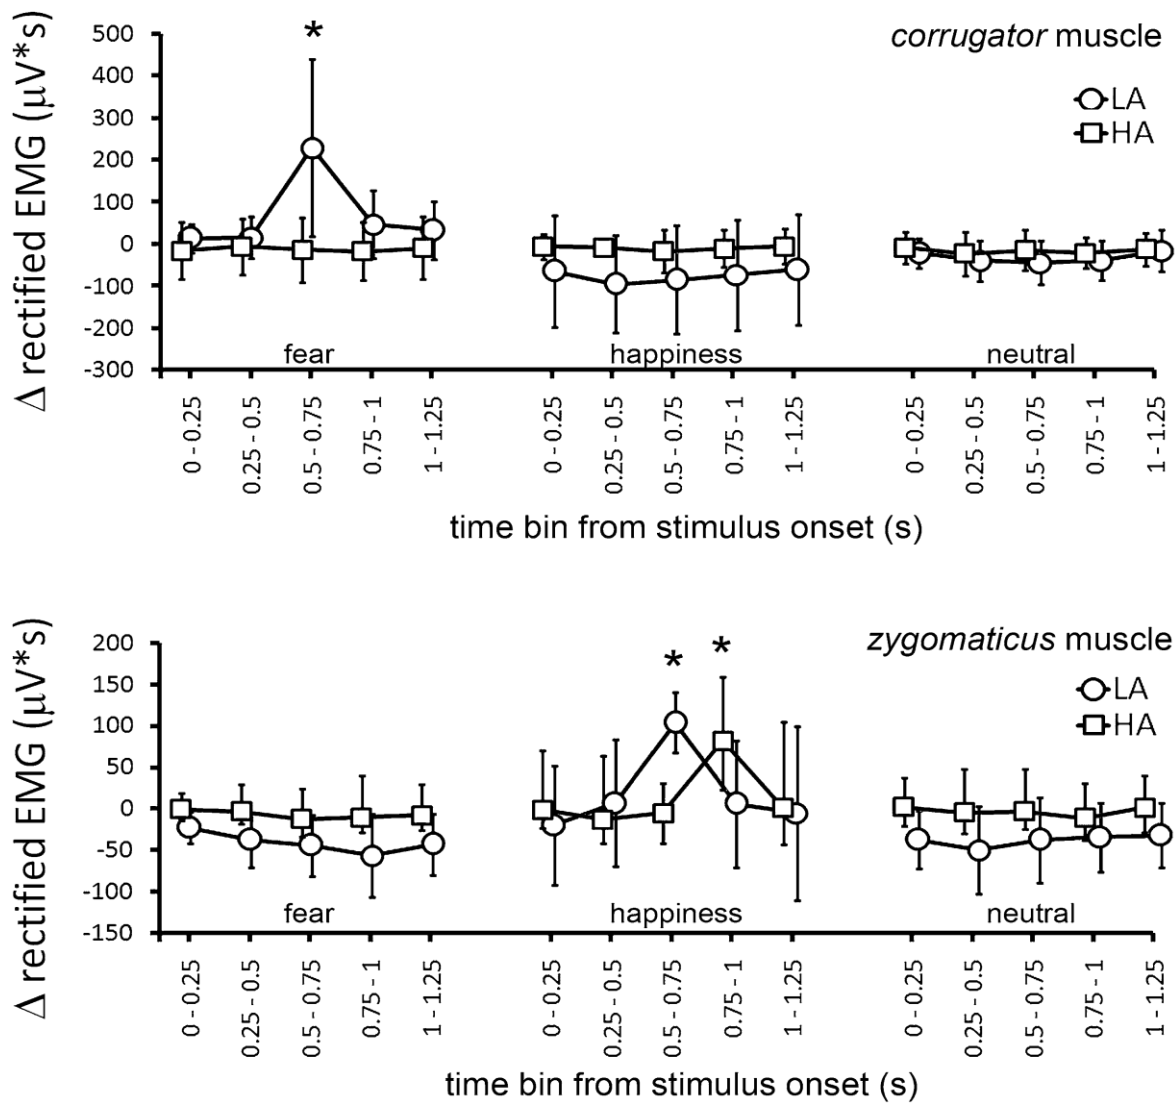 500
*
corrugator muscle
400
LA
300
HA
200
100
0
-100
-200
-300
Δ rectified EMG (μV*s)
fear
happiness
neutral
0 - 0.25
0.25 - 0.5
0.5 - 0.75
0.75 - 1
1 - 1.25
0 - 0.25
0.25 - 0.5
0.5 - 0.75
0.75 - 1
1 - 1.25
0 - 0.25
0.25 - 0.5
0.5 - 0.75
0.75 - 1
1 - 1.25
time bin from stimulus onset (s)
200
* *
zygomaticus muscle
150
LA
100
HA
50
0
-50
-100
-150
Δ rectified EMG (μV*s)
fear
happiness
neutral
0 - 0.25
0.25 - 0.5
0.5 - 0.75
0.75 - 1
1 - 1.25
0 - 0.25
0.25 - 0.5
0.5 - 0.75
0.75 - 1
1 - 1.25
0 - 0.25
0.25 - 0.5
0.5 - 0.75
0.75 - 1
1 - 1.25
time bin from stimulus onset (s)